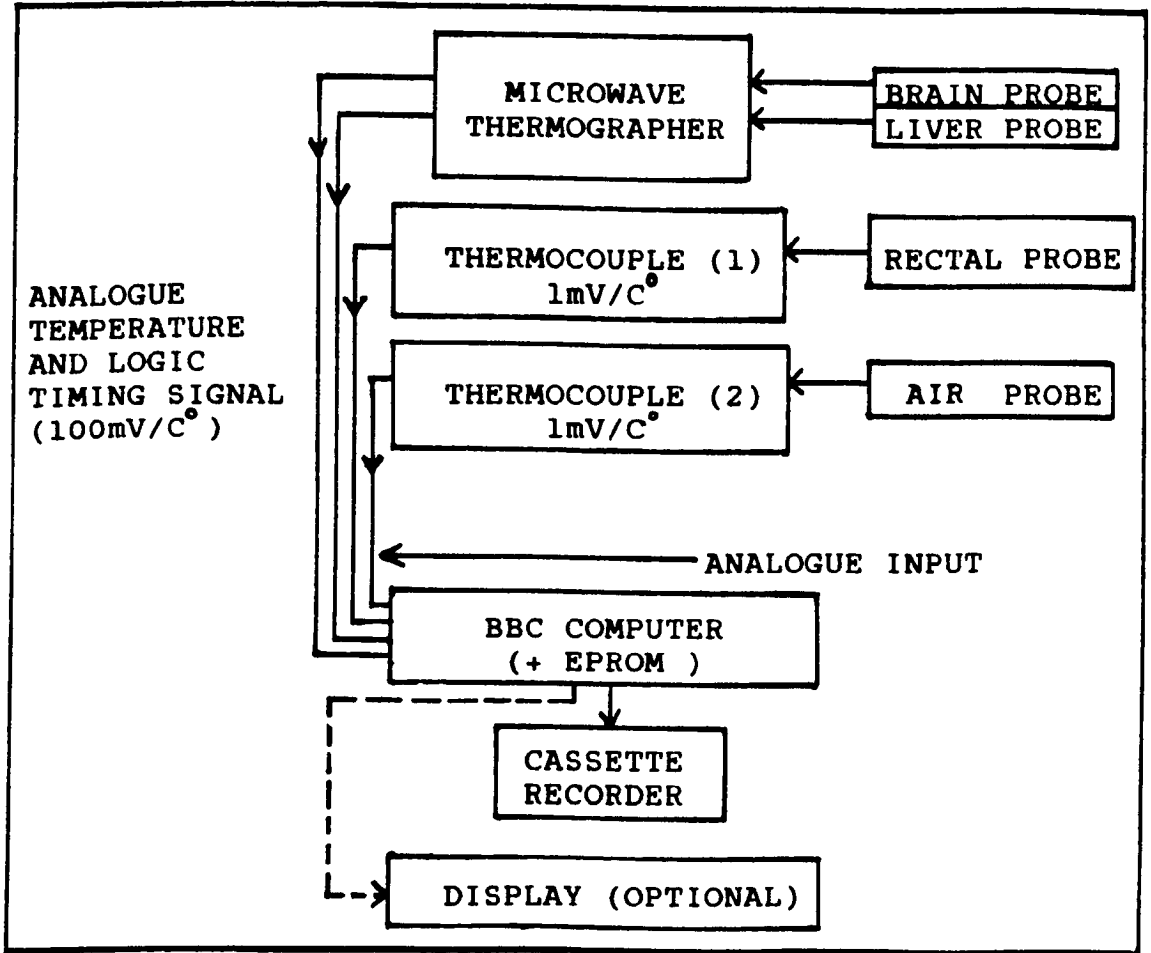 MICROWAVE
THERMOGRAPHER
BRAIN PROBE
LIVER PROBE
THERMOCOUPLE (1)
1mV/C°
RECTAL PROBE
ANALOGUE
TEMPERATURE
AND LOGIC
TIMING SIGNAL
(100mV/C°)
THERMOCOUPLE (2)
1mV/C°
AIR PROBE
ANALOGUE INPUT
BBC COMPUTER
(+ EPROM )
CASSETTE
RECORDER
DISPLAY (OPTIONAL)